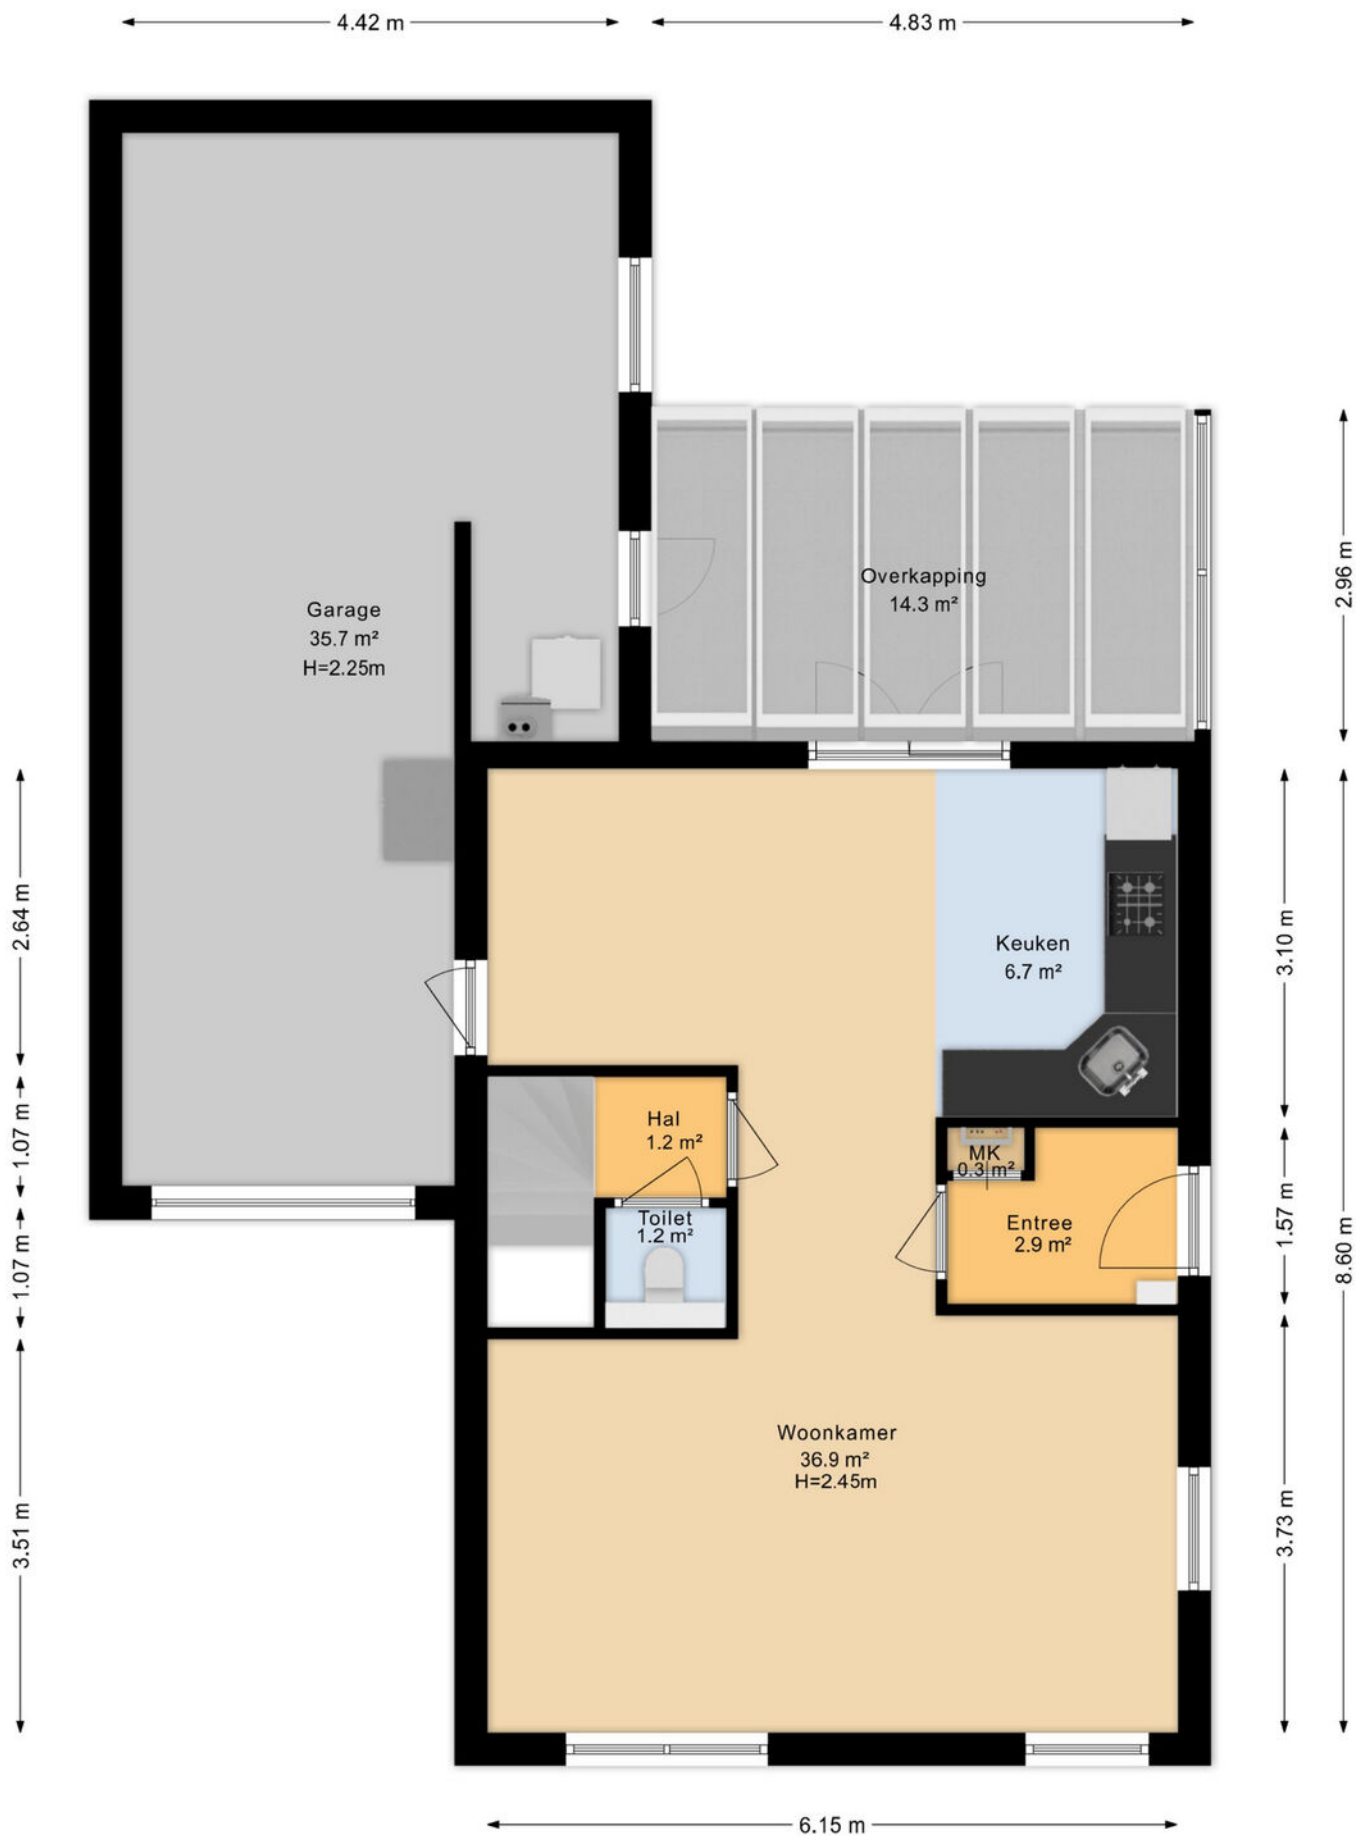 4.42 m
4.83 m
Overkapping
14.3 m²
2.96 m
Garage
35.7 m²
H=2.25m
2.64 m
Keuken
6.7 m²
3.10 m
Hal
1.2 m²
1.07 m
MK
0.3 m²
Toilet
1.2 m²
Entree
2.9 m²
1.57 m
1.07 m
8.60 m
Woonkamer
36.9 m²
H=2.45m
3.51 m
3.73 m
6.15 m